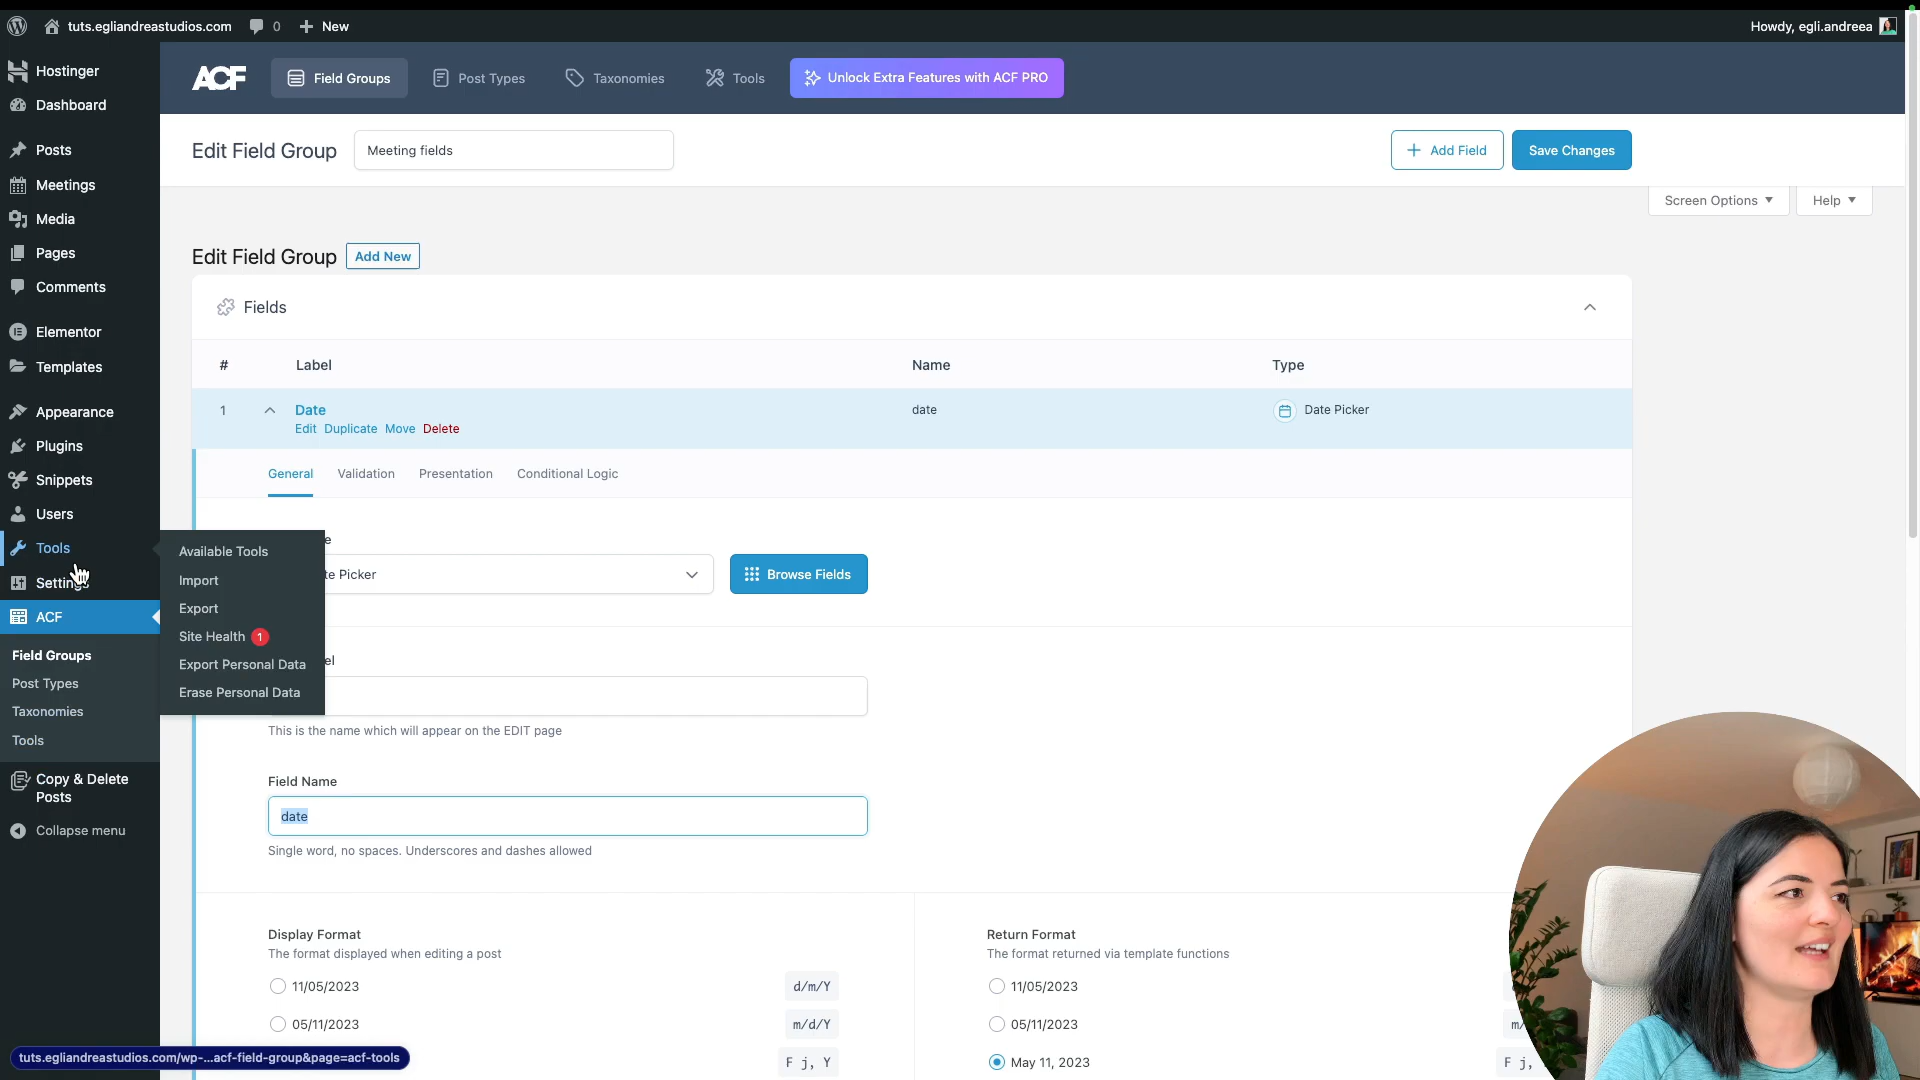 tuts.egliandreastudios.com
0
New
Howdy, egli.andreea
Hostinger
Dashboard
Posts
Meetings
Media
Pages
Comments
Elementor
Templates
Appearance
Plugins
Snippets
Users
Tools
Settings
ACF
Field Groups
Post Types
Taxonomies
Tools
Copy & Delete
Posts
Collapse menu
Available Tools
Import
Export
Site Health 1
Export Personal Data
Erase Personal Data
ACF
Field Groups
Post Types
Taxonomies
Tools
Unlock Extra Features with ACF PRO
Edit Field Group
Meeting fields
Add Field
Save Changes
Screen Options
Help
Edit Field Group
Add New
Fields
# Label Name Type
1 Date date Date Picker
Edit Duplicate Move Delete
General Validation Presentation Conditional Logic
Picker
Browse Fields
This is the name which will appear on the EDIT page
Field Name
date
Single word, no spaces. Underscores and dashes allowed
Display Format
The format displayed when editing a post
11/05/2023 d/m/Y
05/11/2023 m/d/Y
F j, Y
Return Format
The format returned via template functions
11/05/2023
05/11/2023 m/
May 11, 2023 F j,
tuts.egliandreastudios.com/wp-...acf-field-group&page=acf-tools